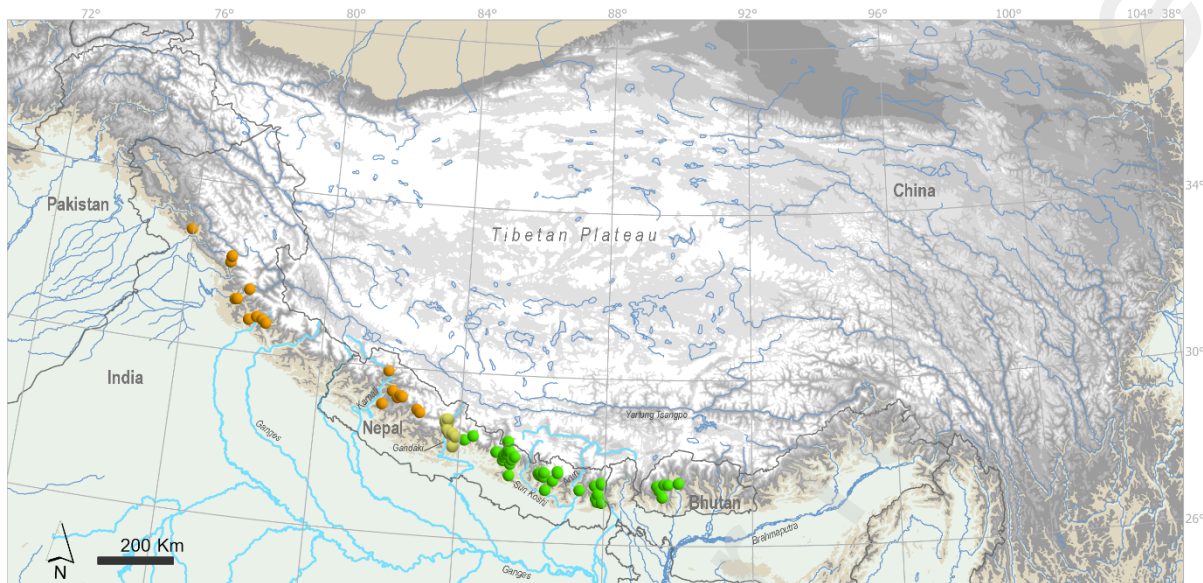 72° 76° 80° 84° 88° 92° 96° 100° 104° 38°
34°
Pakistan
China
Tibetan Plateau
30°
India
Karnali
Yarlung Tsangpo
Nepal
Ganges
Gandaki
Arun
Sun Koshi
Bhutan
26°
Brahmaputra
200 Km
N
Ganges